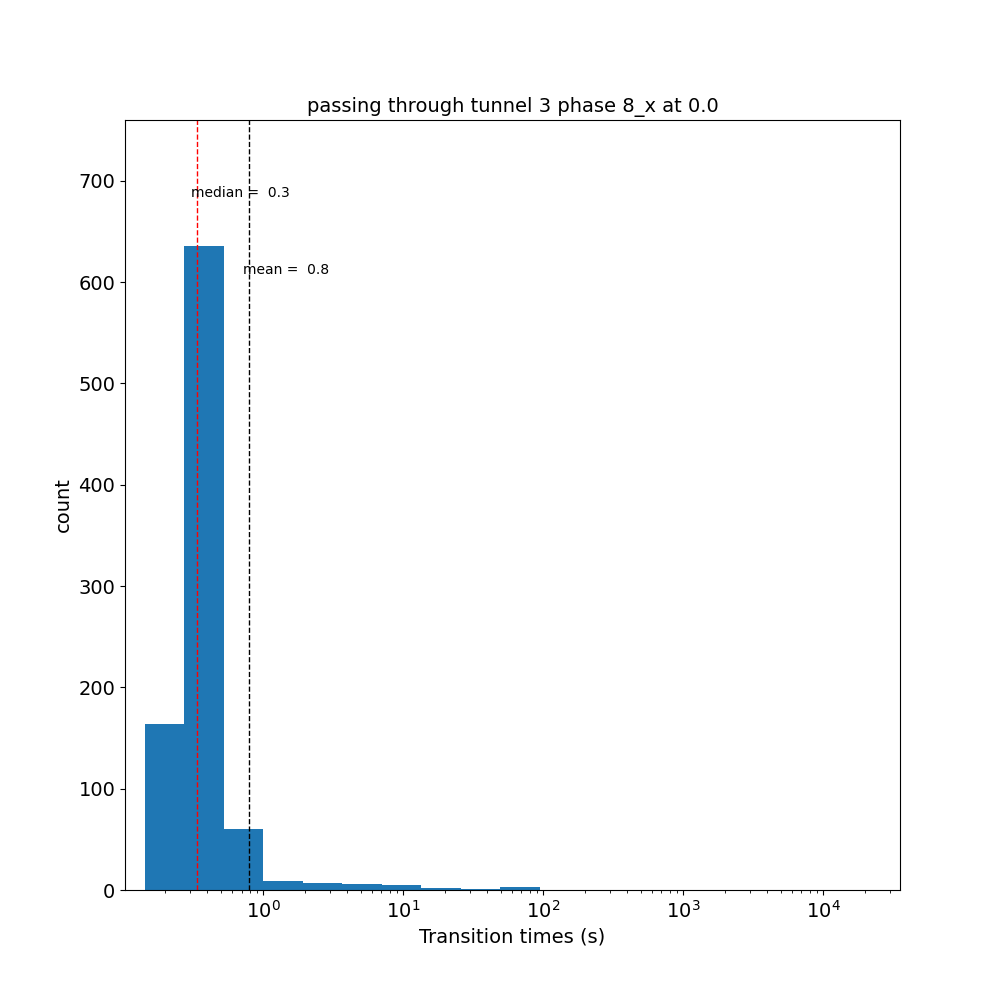 passing through tunnel 3 phase 8_x at 0.0
700
median =  0.3
mean =  0.8
600
500
count
400
300
200
100
0
10⁰ 10¹ 10² 10³ 10⁴
Transition times (s)